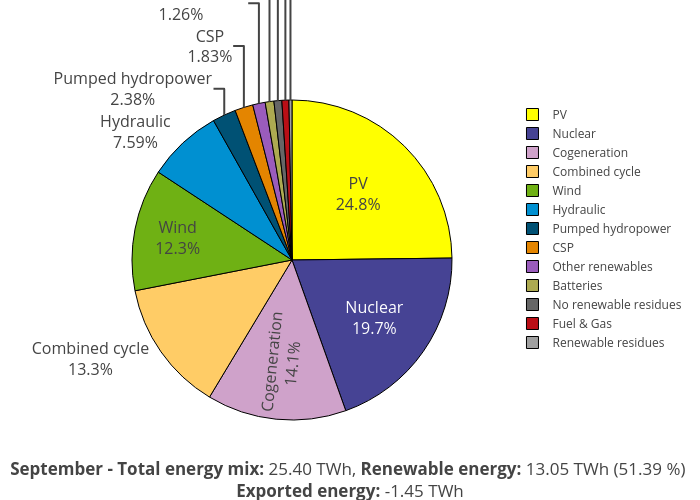 1.26%
CSP
1.83%
Pumped hydropower
2.38%
Hydraulic
7.59%
PV
24.8%
Wind
12.3%
Nuclear
19.7%
Cogeneration
14.1%
Combined cycle
13.3%
PV
Nuclear
Cogeneration
Combined cycle
Wind
Hydraulic
Pumped hydropower
CSP
Other renewables
Batteries
No renewable residues
Fuel & Gas
Renewable residues
September - Total energy mix: 25.40 TWh, Renewable energy: 13.05 TWh (51.39 %)
Exported energy: -1.45 TWh